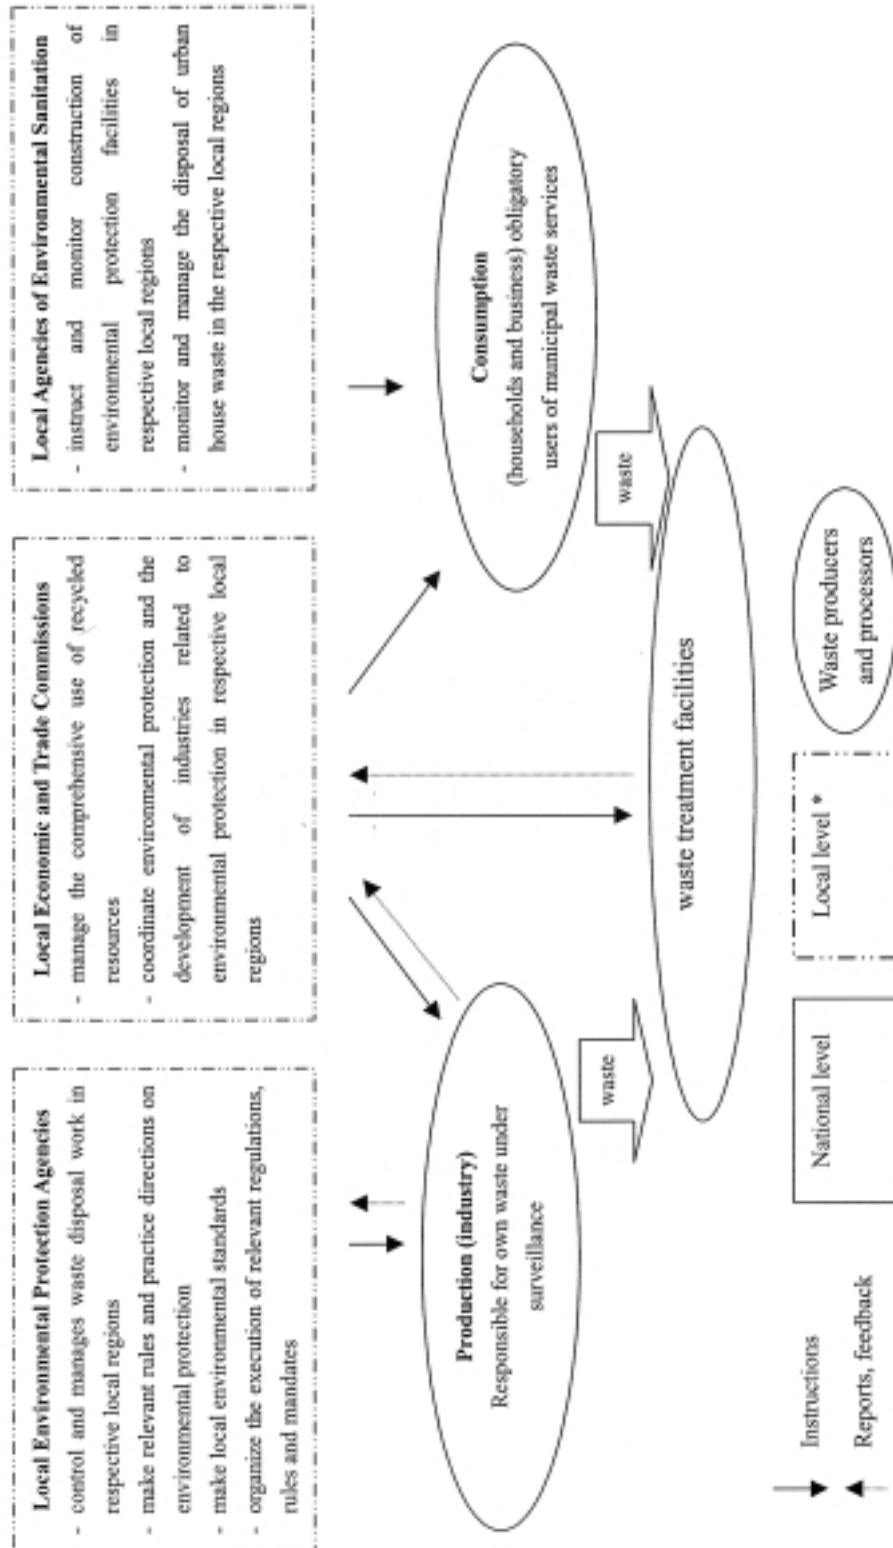 Local Environmental Protection Agencies
- control and manages waste disposal work in
respective local regions
- make relevant rules and practice directions on
environmental protection
- make local environmental standards
- organize the execution of relevant regulations,
rules and mandates
Local Economic and Trade Commissions
- manage the comprehensive use of recycled
resources
- coordinate environmental protection and the
development of industries related to
environmental protection in respective local
regions
Local Agencies of Environmental Sanitation
- instruct and monitor construction of
environmental protection facilities in
respective local regions
- monitor and manage the disposal of urban
house waste in the respective local regions
Production (industry)
Responsible for own waste under
surveillance
Consumption
(households and business) obligatory
users of municipal waste services
waste
waste
waste treatment facilities
Instructions
Reports, feedback
National level
Local level *
Waste producers
and processors